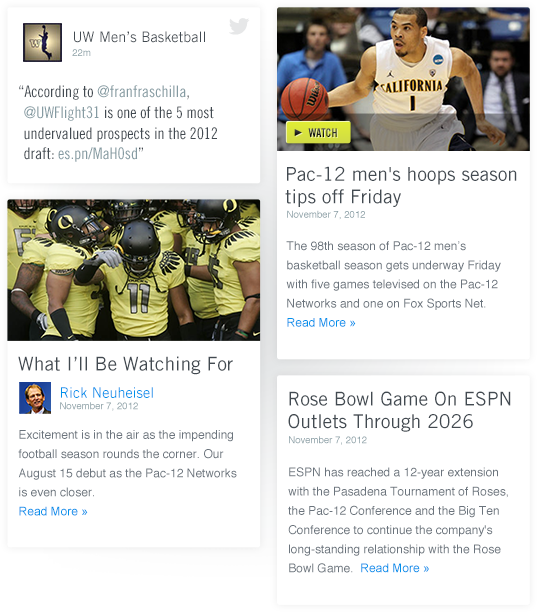 UW Men's Basketball
22m
“According to @franfraschilla,
@UWFlight31 is one of the 5 most
undervalued prospects in the 2012
draft: es.pn/MaH0sd”
11
What I'll Be Watching For
Rick Neuheisel
November 7, 2012
Excitement is in the air as the impending
football season rounds the corner. Our
August 15 debut as the Pac-12 Networks
is even closer.
Read More »
CALIFORNIA
1
WATCH
Pac-12 men's hoops season
tips off Friday
November 7, 2012
The 98th season of Pac-12 men's
basketball season gets underway Friday
with five games televised on the Pac-12
Networks and one on Fox Sports Net.
Read More »
Rose Bowl Game On ESPN
Outlets Through 2026
November 7, 2012
ESPN has reached a 12-year extension
with the Pasadena Tournament of Roses,
the Pac-12 Conference and the Big Ten
Conference to continue the company's
long-standing relationship with the Rose
Bowl Game. Read More »